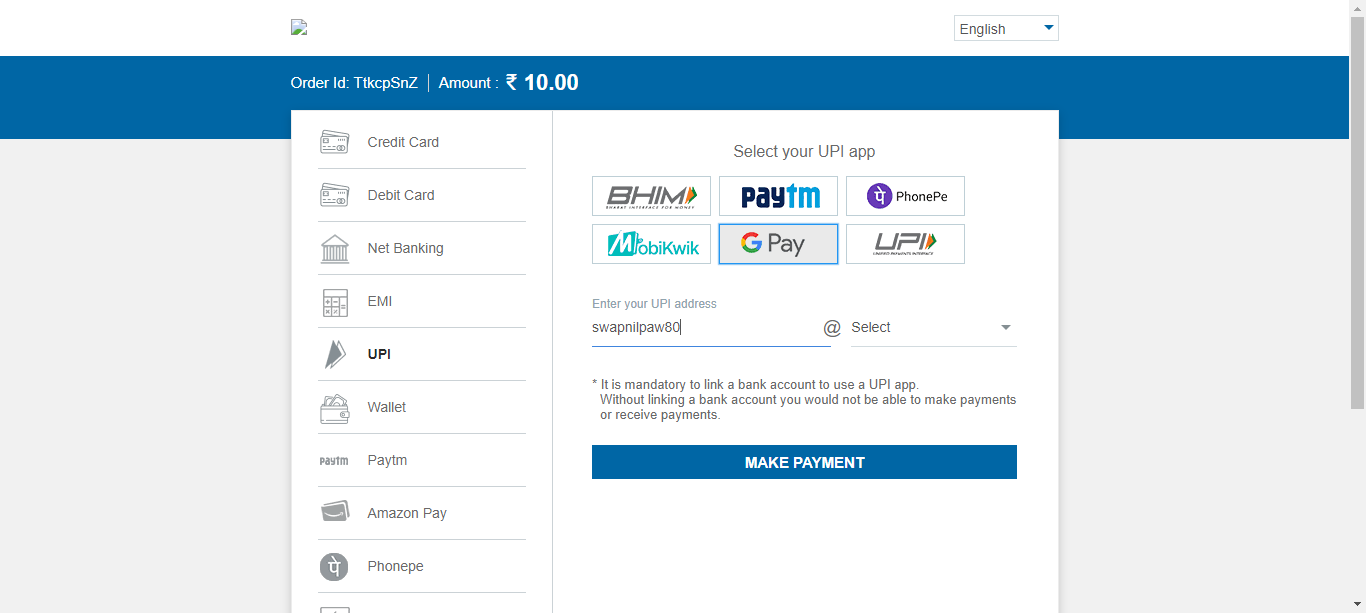 English
Order Id: TtkcpSnZ
Amount : ₹ 10.00
Credit Card
Debit Card
Net Banking
EMI
UPI
Wallet
Paytm
Paytm
Amazon Pay
पे
Phonepe
Select your UPI app
BHIM
BHARAT INTERFACE FOR MONEY
Paytm
पे PhonePe
MobiKwik
G Pay
UPI
UNIFIED PAYMENTS INTERFACE
Enter your UPI address
swapnilpaw80 @ Select
* It is mandatory to link a bank account to use a UPI app.
Without linking a bank account you would not be able to make payments
or receive payments.
MAKE PAYMENT